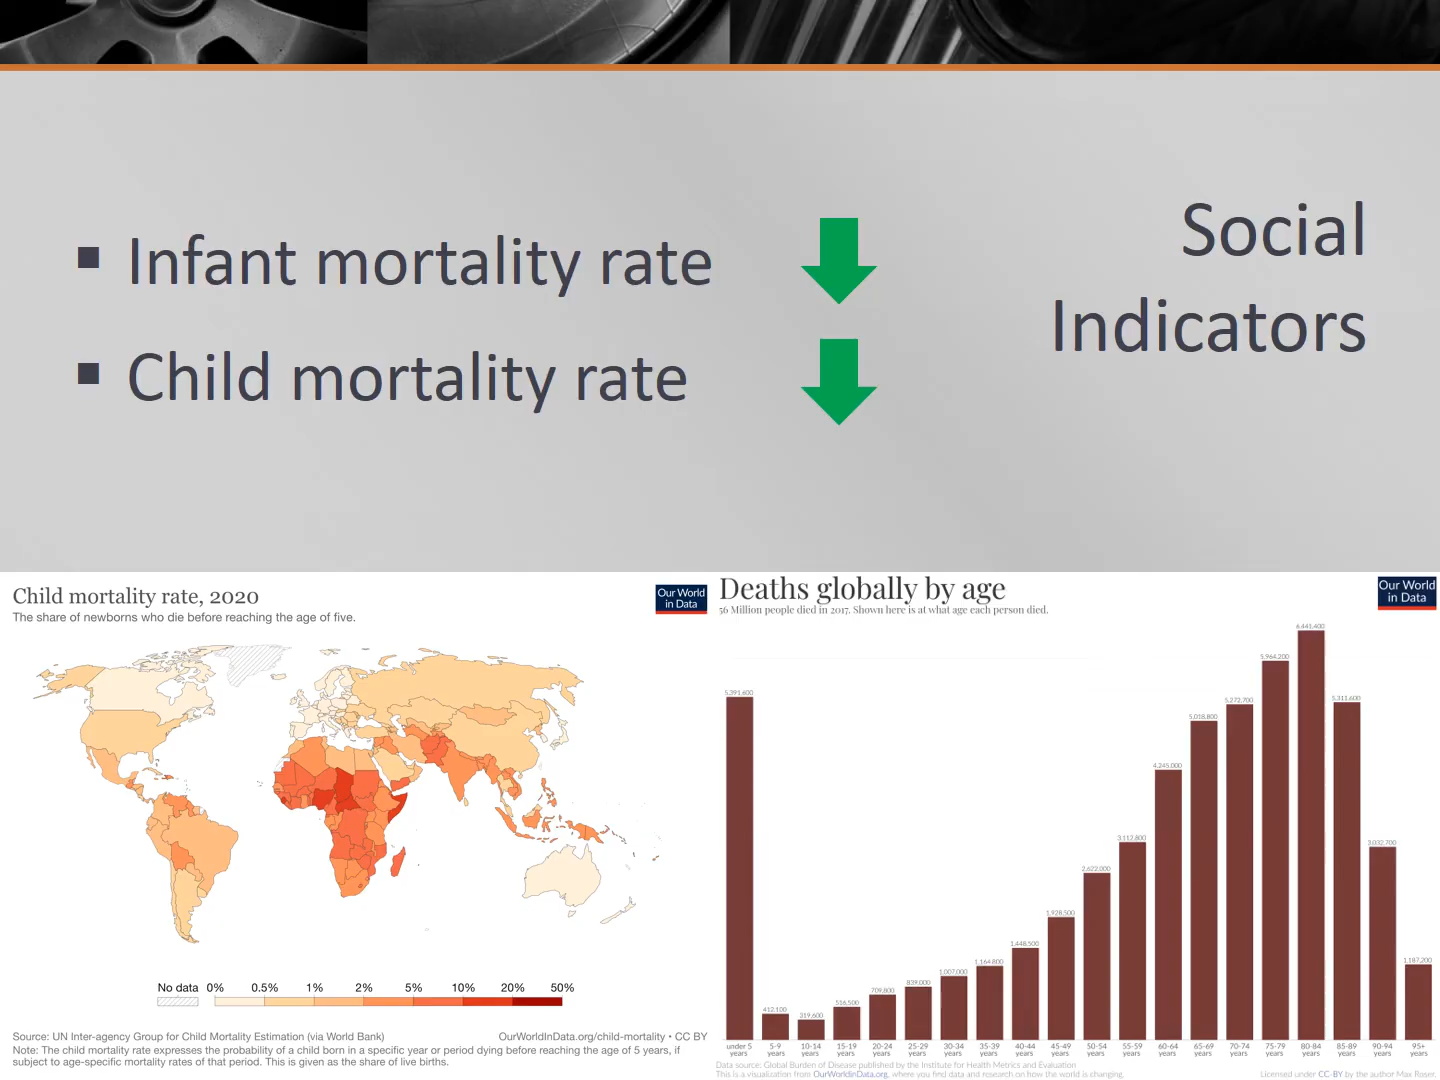 Social
Indicators
▪ Infant mortality rate
▪ Child mortality rate
Child mortality rate, 2020
The share of newborns who die before reaching the age of five.
Our World
in Data
No data 0% 0.5% 1% 2% 5% 10% 20% 50%
Source: UN Inter-agency Group for Child Mortality Estimation (via World Bank)
OurWorldInData.org/child-mortality • CC BY
Note: The child mortality rate expresses the probability of a child born in a specific year or period dying before reaching the age of 5 years, if
subject to age-specific mortality rates of that period. This is given as the share of live births.
Deaths globally by age
56 Million people died in 2017. Shown here is at what age each person died.
Our World
in Data
5,391,600
412,100
319,600
516,500
709,800
839,000
1,007,000
1,164,800
1,448,500
1,928,500
2,622,000
3,112,800
4,245,000
5,018,800
5,272,700
5,964,200
6,441,400
5,311,600
3,032,700
1,187,200
under 5 5-9 10-14 15-19 20-24 25-29 30-34 35-39 40-44 45-49 50-54 55-59 60-64 65-69 70-74 75-79 80-84 85-89 90-94 95+
years years years years years years years years years years years years years years years years years years years years
Data source: Global Burden of Disease published by the Institute for Health Metrics and Evaluation
This is a visualization from OurWorldinData.org, where you find data and research on how the world is changing.
Licensed under CC-BY by the author Max Roser.